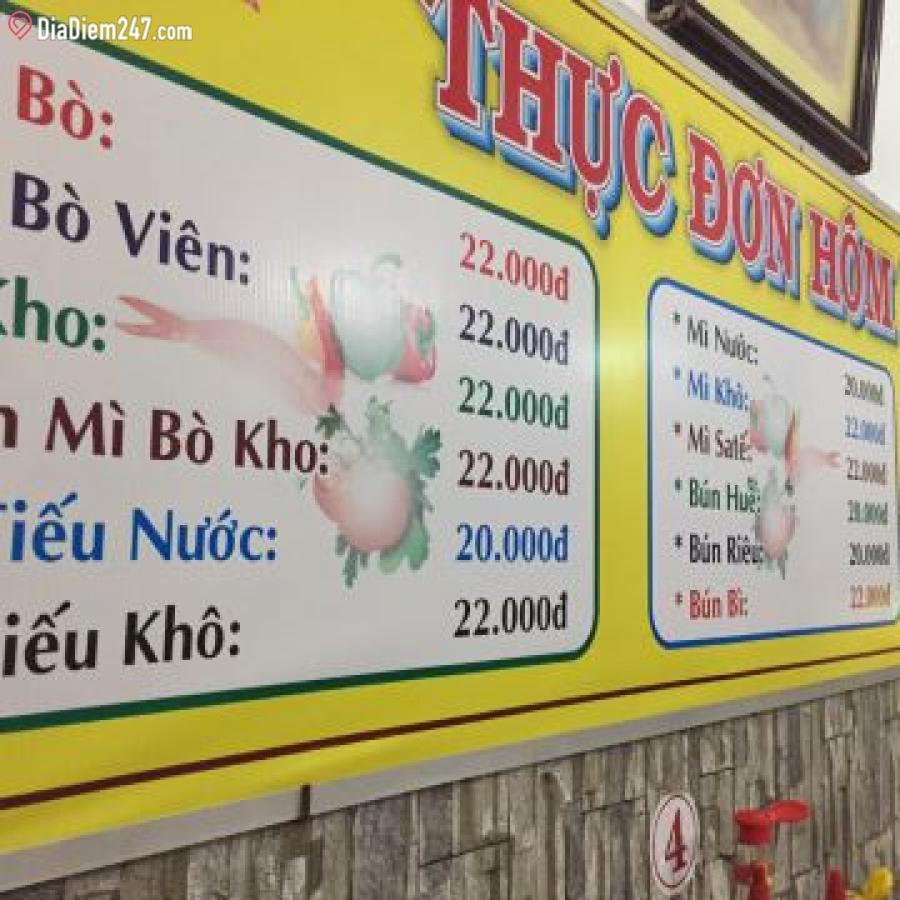 DiaDiem247.com
THỰC ĐƠN HÔM
Bò: 22.000đ
Bò Viên: 22.000đ
Kho: 22.000đ
Mì Bò Kho: 22.000đ
Tiếu Nước: 20.000đ
iếu Khô: 22.000đ
* Mì Nước: 20.000đ
* Mì Khô: 22.000đ
* Mì Saté: 22.000đ
* Bún Huế: 20.000đ
* Bún Riêu: 20.000đ
* Bún Bì: 22.000đ
4